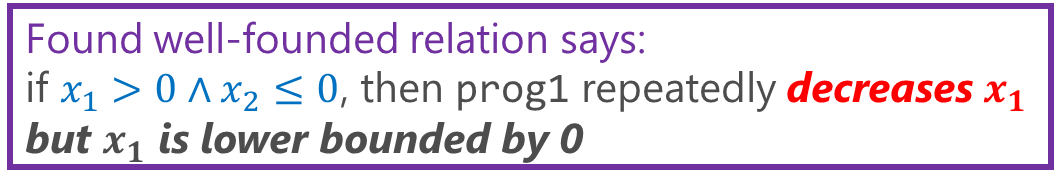 Found well-founded relation says:
if x₁ > 0 ∧ x₂ ≤ 0, then prog1 repeatedly decreases x₁
but x₁ is lower bounded by 0